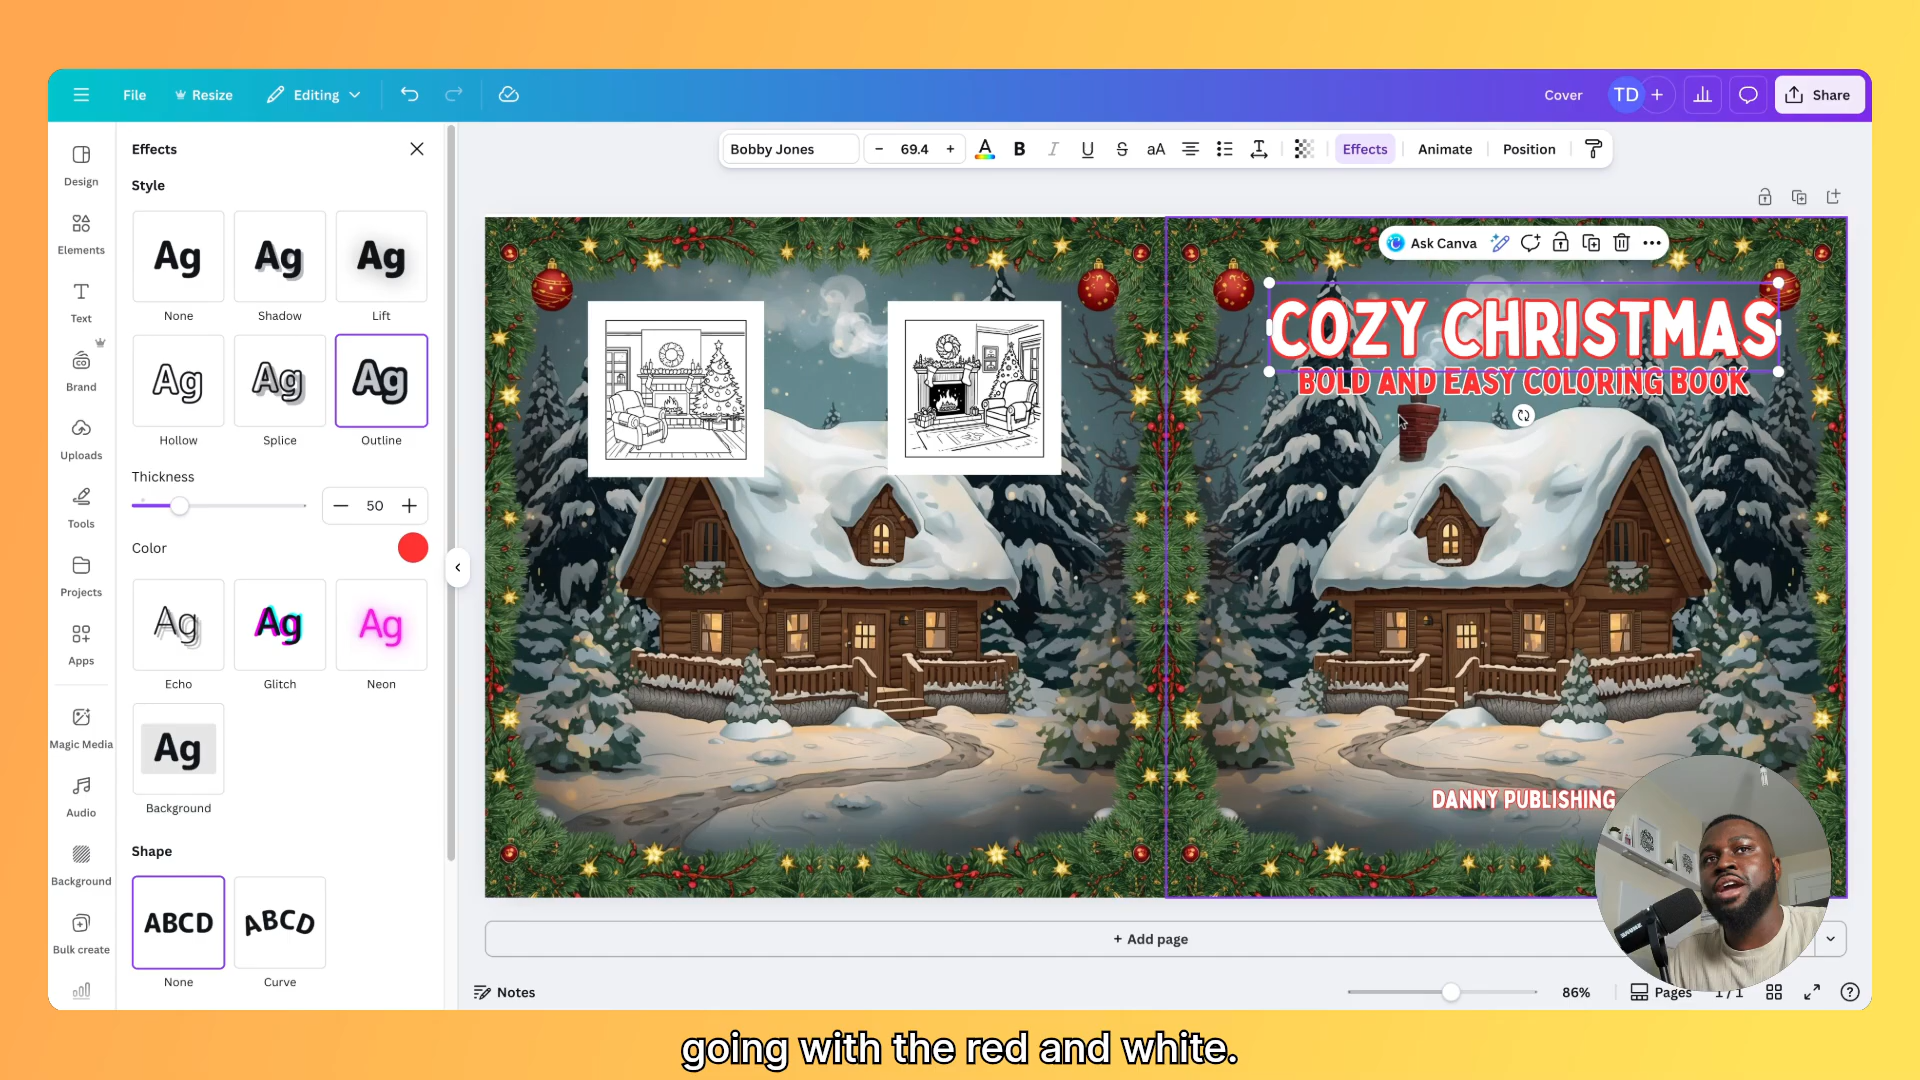 File
Resize
Editing
Cover
TD
+
Share
Design
Elements
Text
Brand
Uploads
Tools
Projects
Apps
Magic Media
Audio
Background
Bulk create
Effects
Style
Ag
Ag
Ag
None
Shadow
Lift
Ag
Ag
Ag
Hollow
Splice
Outline
Thickness
50
Color
Ag
Ag
Ag
Echo
Glitch
Neon
Ag
Background
Shape
ABCD
ABCD
None
Curve
Bobby Jones
− 69.4 +
A
B
I
U
S
aA
Effects
Animate
Position
Ask Canva
COZY CHRISTMAS
BOLD AND EASY COLORING BOOK
DANNY PUBLISHING
+ Add page
Notes
86%
Pages
1 / 1
going with the red and white.